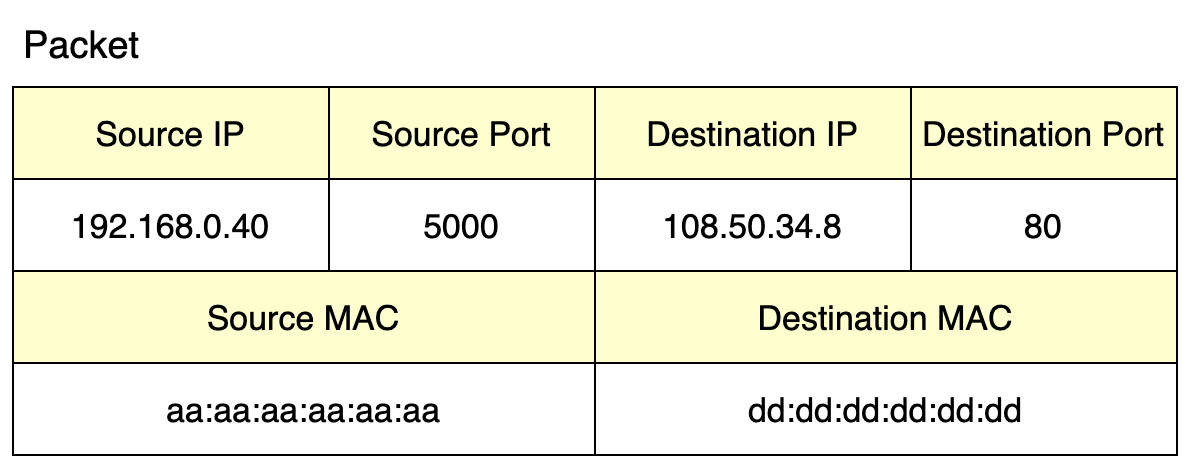 Packet
Source IP Source Port Destination IP Destination Port
192.168.0.40 5000 108.50.34.8 80
Source MAC Destination MAC
aa:aa:aa:aa:aa:aa dd:dd:dd:dd:dd:dd